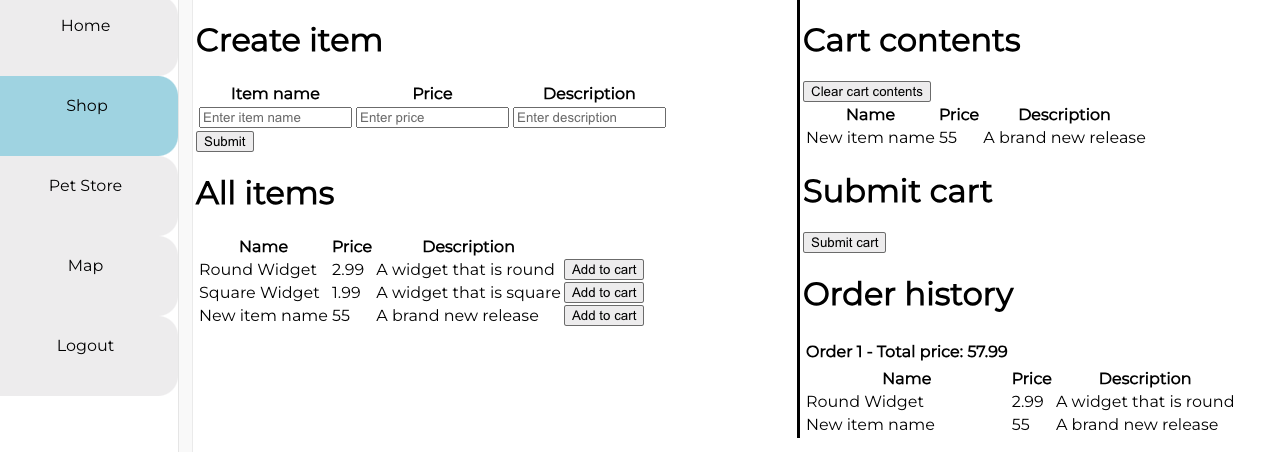 Home
Shop
Pet Store
Map
Logout
Create item
Item name Price Description
Enter item name Enter price Enter description
Submit
All items
Name Price Description
Round Widget 2.99 A widget that is round Add to cart
Square Widget 1.99 A widget that is square Add to cart
New item name 55 A brand new release Add to cart
Cart contents
Clear cart contents
Name Price Description
New item name 55 A brand new release
Submit cart
Submit cart
Order history
Order 1 - Total price: 57.99
Name Price Description
Round Widget 2.99 A widget that is round
New item name 55 A brand new release